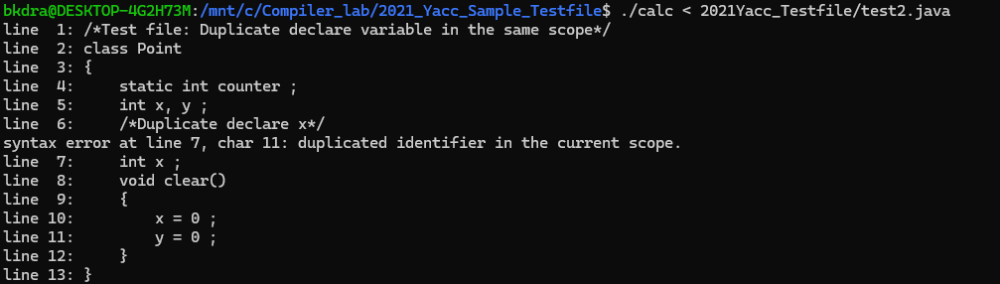 bkdra@DESKTOP-4G2H73M:/mnt/c/Compiler_lab/2021_Yacc_Sample_Testfile$ ./calc < 2021Yacc_Testfile/test2.java
line  1: /*Test file: Duplicate declare variable in the same scope*/
line  2: class Point
line  3: {
line  4:     static int counter ;
line  5:     int x, y ;
line  6:     /*Duplicate declare x*/
syntax error at line 7, char 11: duplicated identifier in the current scope.
line  7:     int x ;
line  8:     void clear()
line  9:     {
line 10:         x = 0 ;
line 11:         y = 0 ;
line 12:     }
line 13: }